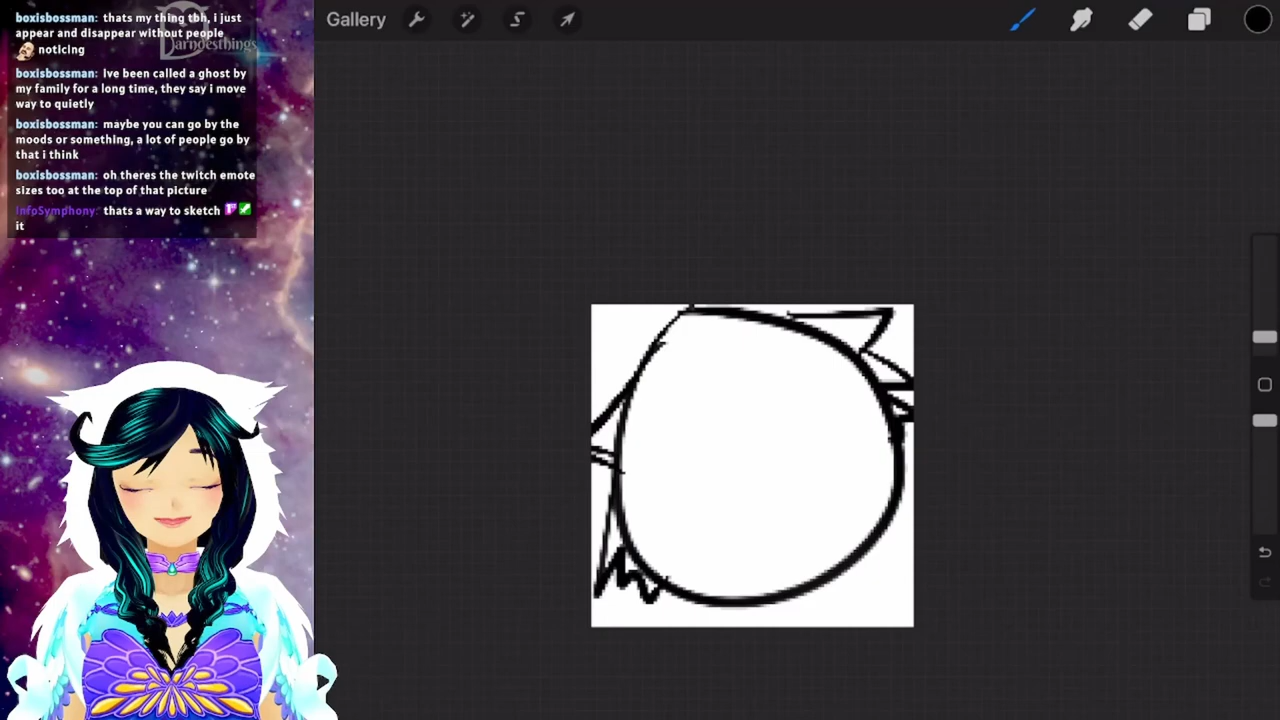 boxisbossman: thats my thing tbh, i just
appear and disappear without people
noticing
Darndesthings
boxisbossman: Ive been called a ghost by
my family for a long time, they say i move
way to quietly
boxisbossman: maybe you can go by the
moods or something, a lot of people go by
that i think
boxisbossman: oh theres the twitch emote
sizes too at the top of that picture
InfoSymphony: thats a way to sketch
it
Gallery